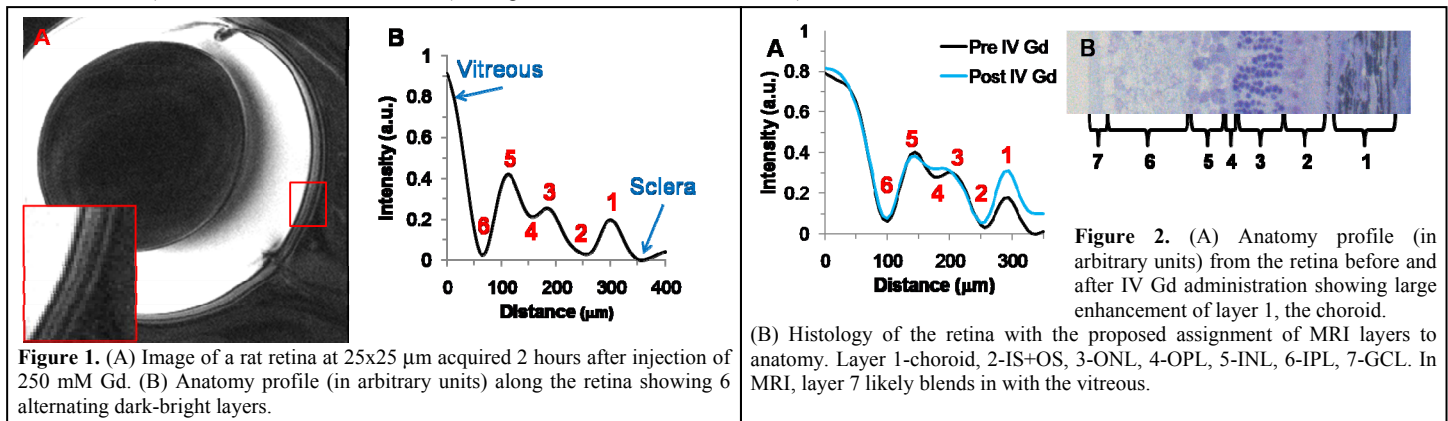 A
B
1
0.8
0.6
0.4
0.2
0
Intensity (a.u.)
Vitreous
5
3
1
6
4
2
Sclera
0 100 200 300 400
Distance (μm)
Figure 1. (A) Image of a rat retina at 25x25 μm acquired 2 hours after injection of
250 mM Gd. (B) Anatomy profile (in arbitrary units) along the retina showing 6
alternating dark-bright layers.
A
Pre IV Gd
Post IV Gd
1
0.8
0.6
0.4
0.2
0
Intensity (a.u.)
5
3
1
6
4
2
0 100 200 300
Distance (μm)
B
7 6 5 4 3 2 1
Figure 2. (A) Anatomy profile (in
arbitrary units) from the retina before and
after IV Gd administration showing large
enhancement of layer 1, the choroid.
(B) Histology of the retina with the proposed assignment of MRI layers to
anatomy. Layer 1-choroid, 2-IS+OS, 3-ONL, 4-OPL, 5-INL, 6-IPL, 7-GCL. In
MRI, layer 7 likely blends in with the vitreous.